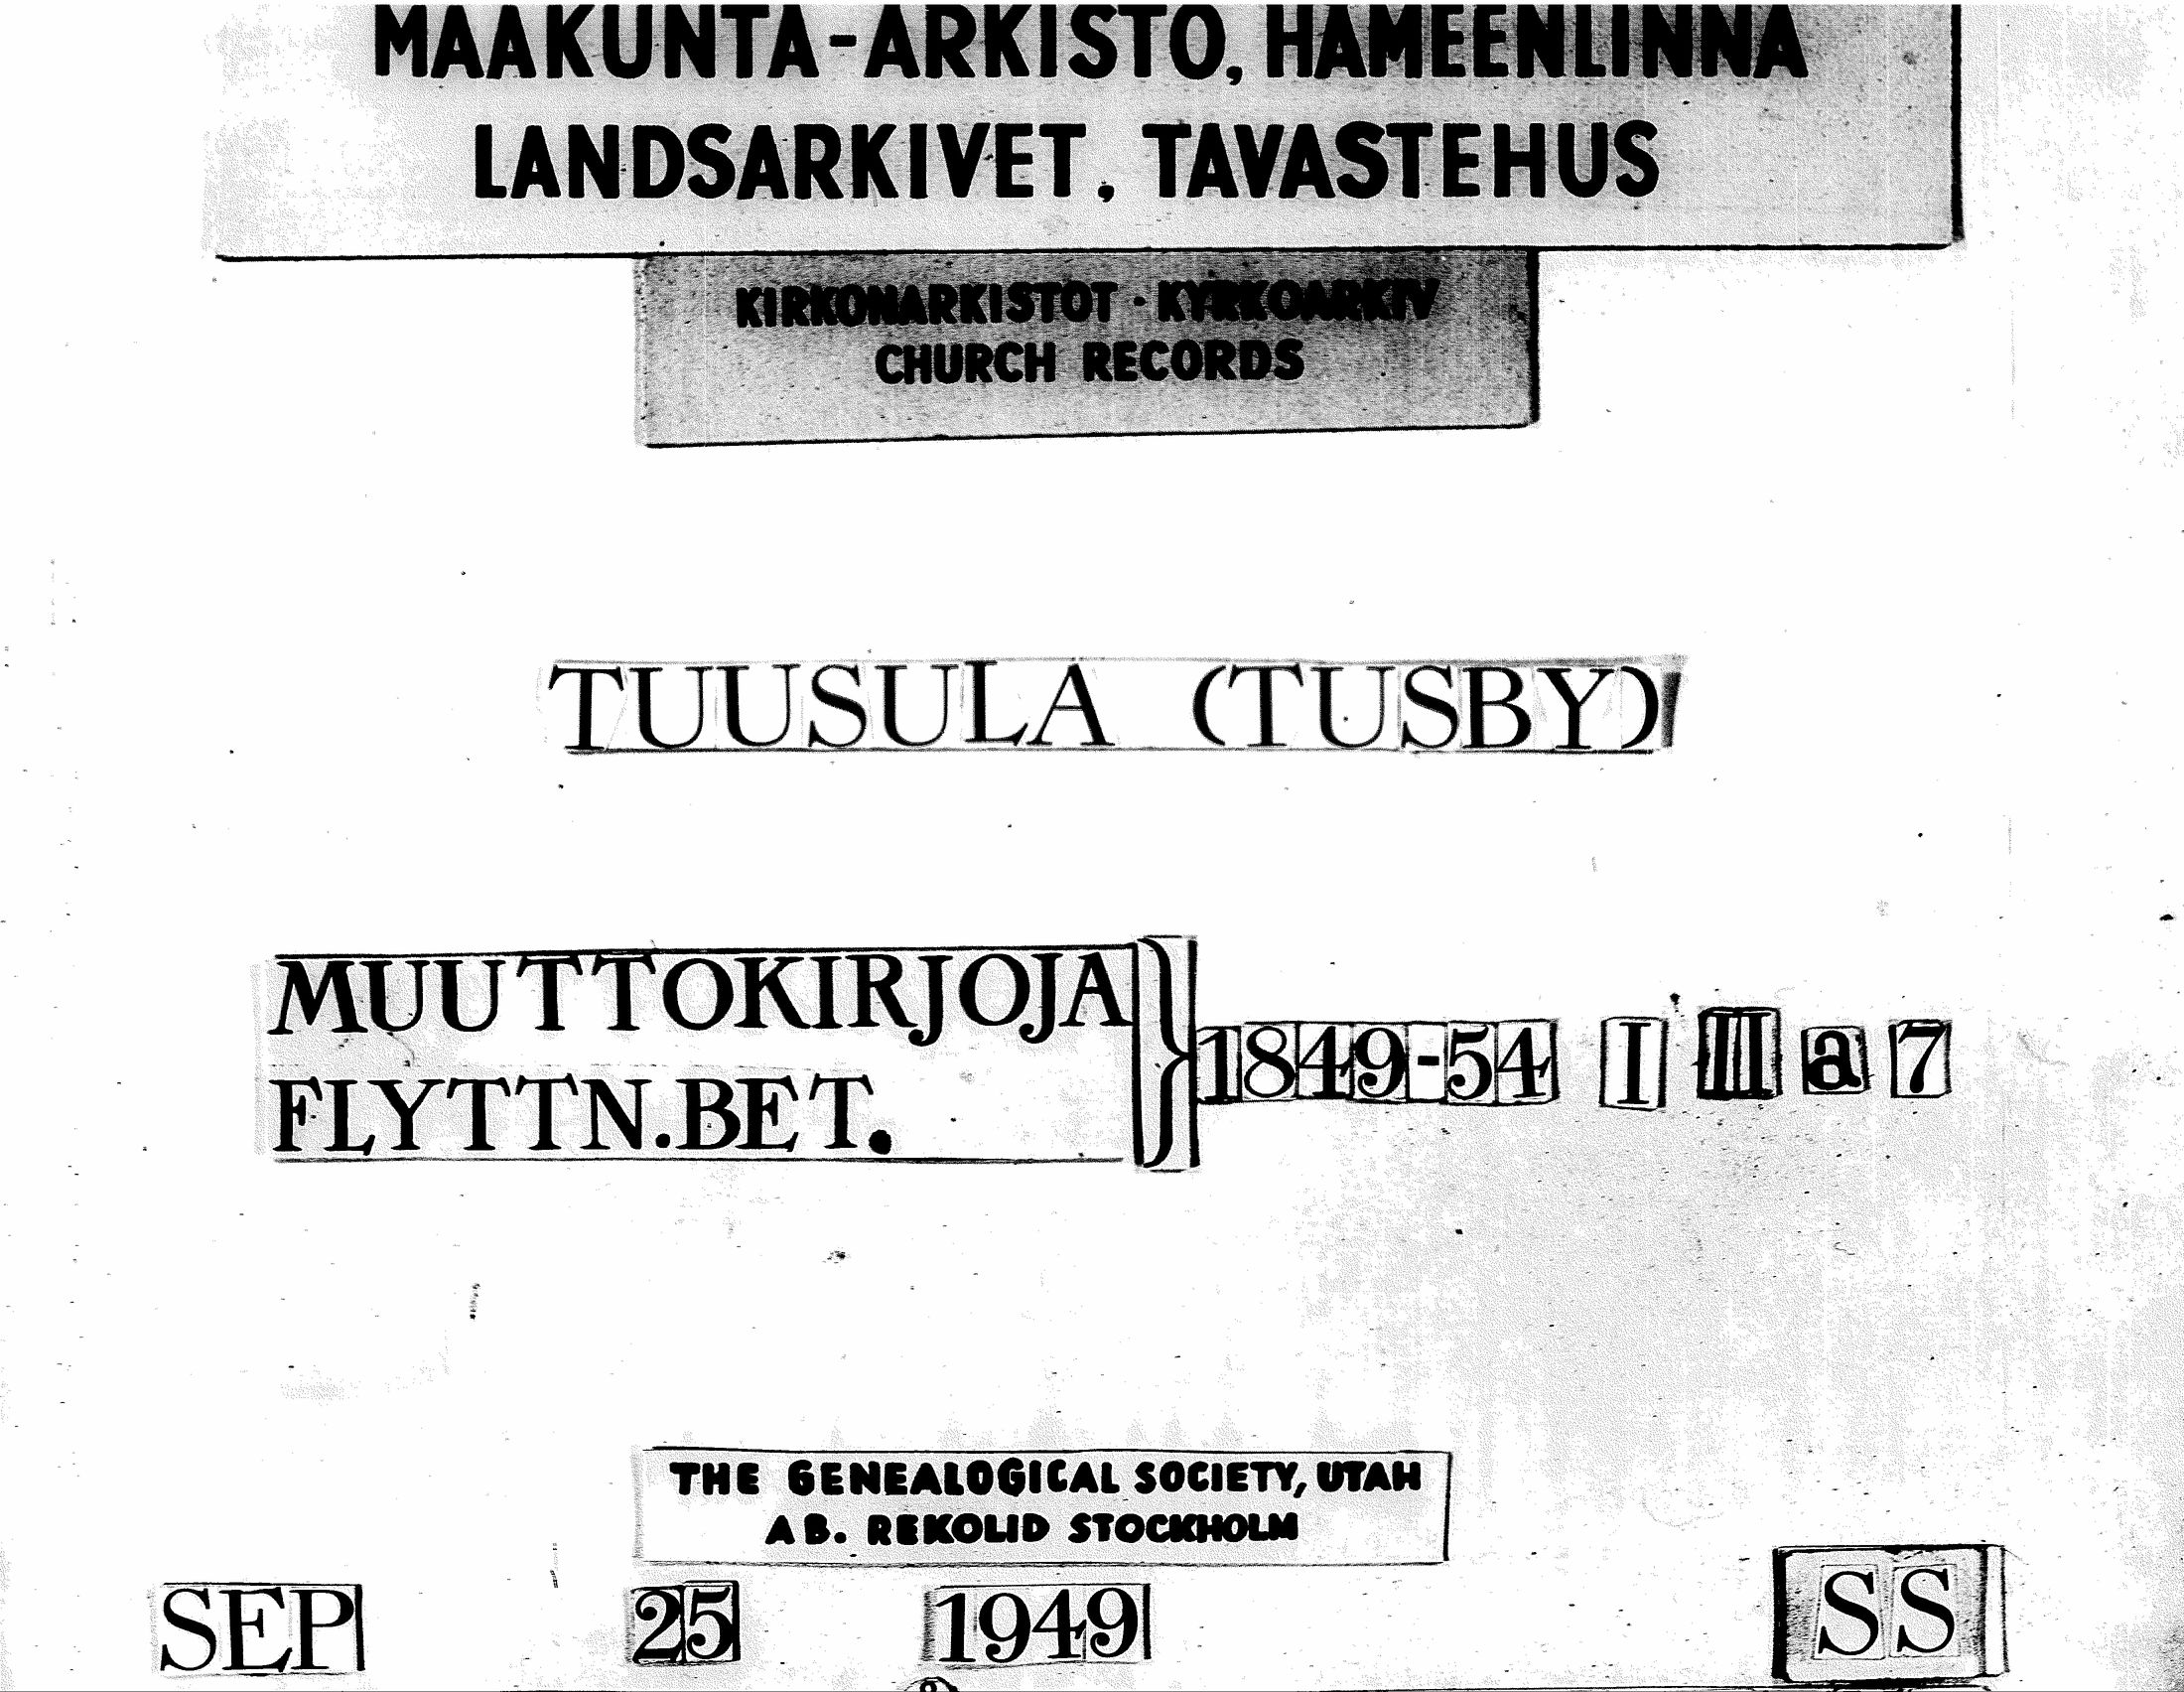 MAAKUNTA-ARKISTO, HÄMEENLINNA
LANDSARKIVET, TAVASTEHUS
KIRKONARKISTOT · KYRKOARKIV
CHURCH RECORDS
TUUSULA (TUSBY)
MUUTTOKIRJOJA
FLYTTN.BET.
} 1849-54 I III a 7
THE GENEALOGICAL SOCIETY, UTAH
AB. REKOLID STOCKHOLM
SEP 25 1949 SS